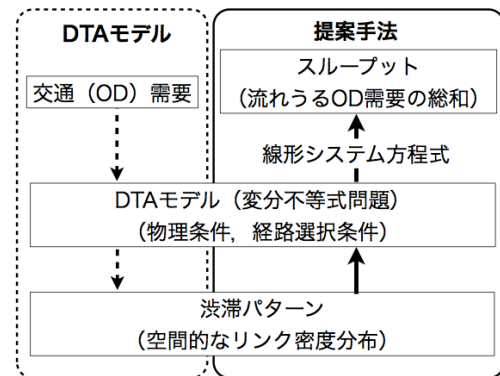 DTAモデル
提案手法
交通（OD）需要
スループット
（流れうるOD需要の総和）
線形システム方程式
DTAモデル（変分不等式問題）
（物理条件，経路選択条件）
渋滞パターン
（空間的なリンク密度分布）